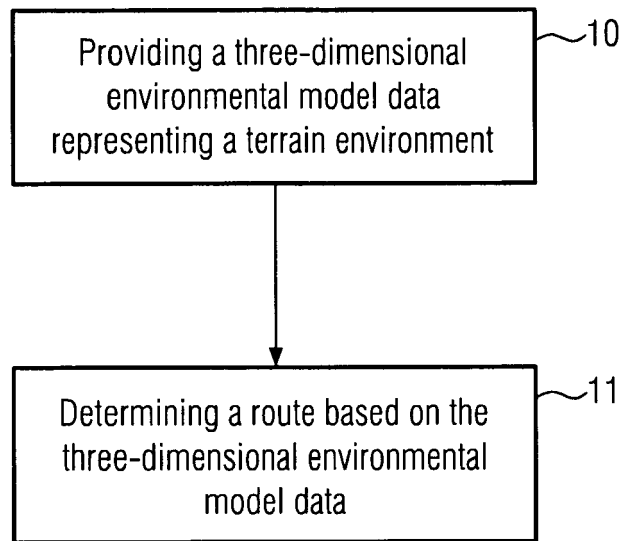 Providing a three-dimensional
environmental model data
representing a terrain environment
10
Determining a route based on the
three-dimensional environmental
model data
11